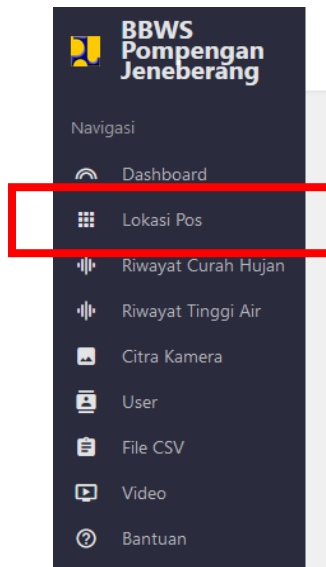 BBWS
Pompengan
Jeneberang
Navigasi
Dashboard
Lokasi Pos
Riwayat Curah Hujan
Riwayat Tinggi Air
Citra Kamera
User
File CSV
Video
Bantuan